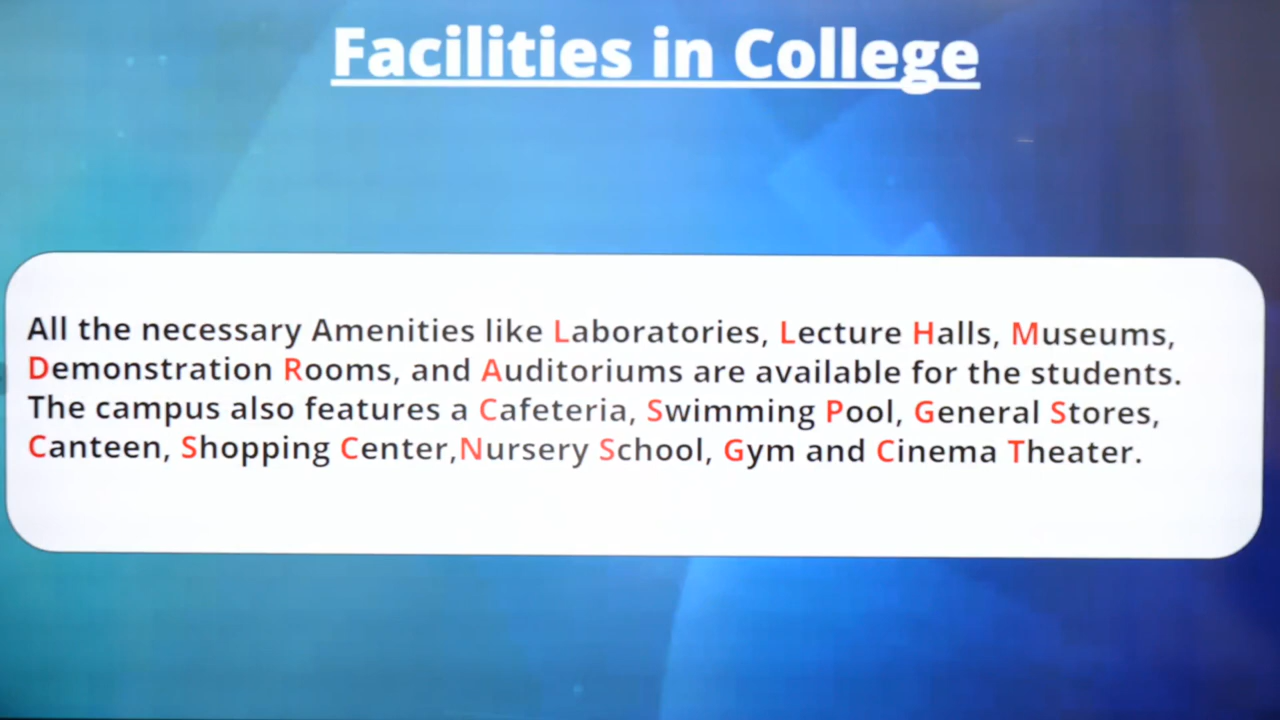 Facilities in College
All the necessary Amenities like Laboratories, Lecture Halls, Museums,
Demonstration Rooms, and Auditoriums are available for the students.
The campus also features a Cafeteria, Swimming Pool, General Stores,
Canteen, Shopping Center,Nursery School, Gym and Cinema Theater.